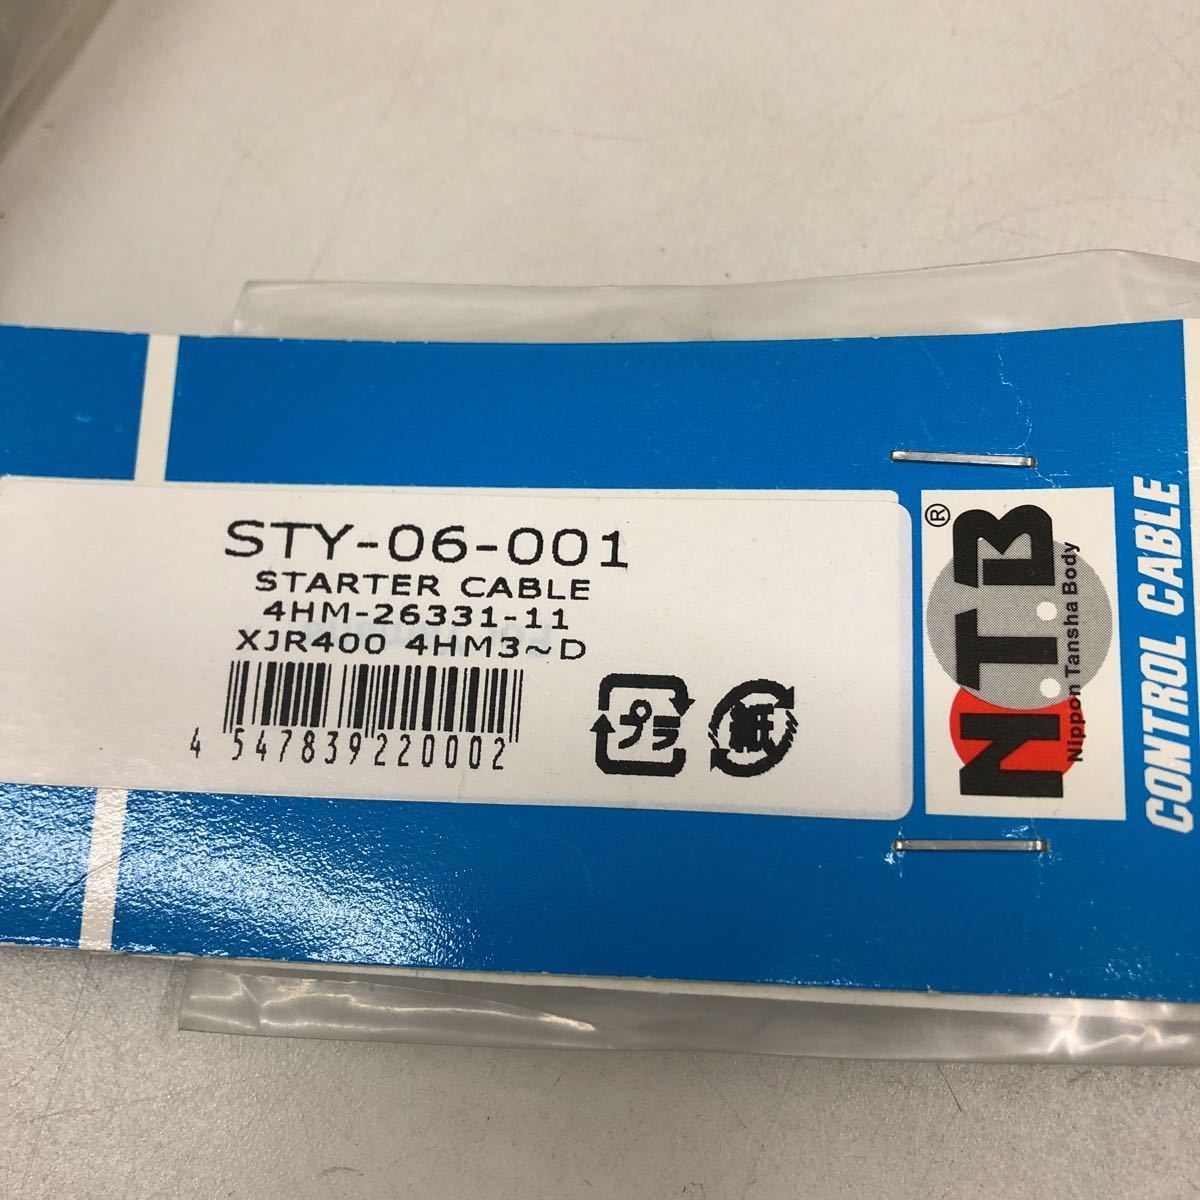 STY-06-001
STARTER CABLE
4HM-26331-11
XJR400 4HM3~D
4 547839 220002
プラ
紙
N.T.B®
Nippon Tansha Body
CONTROL CABLE